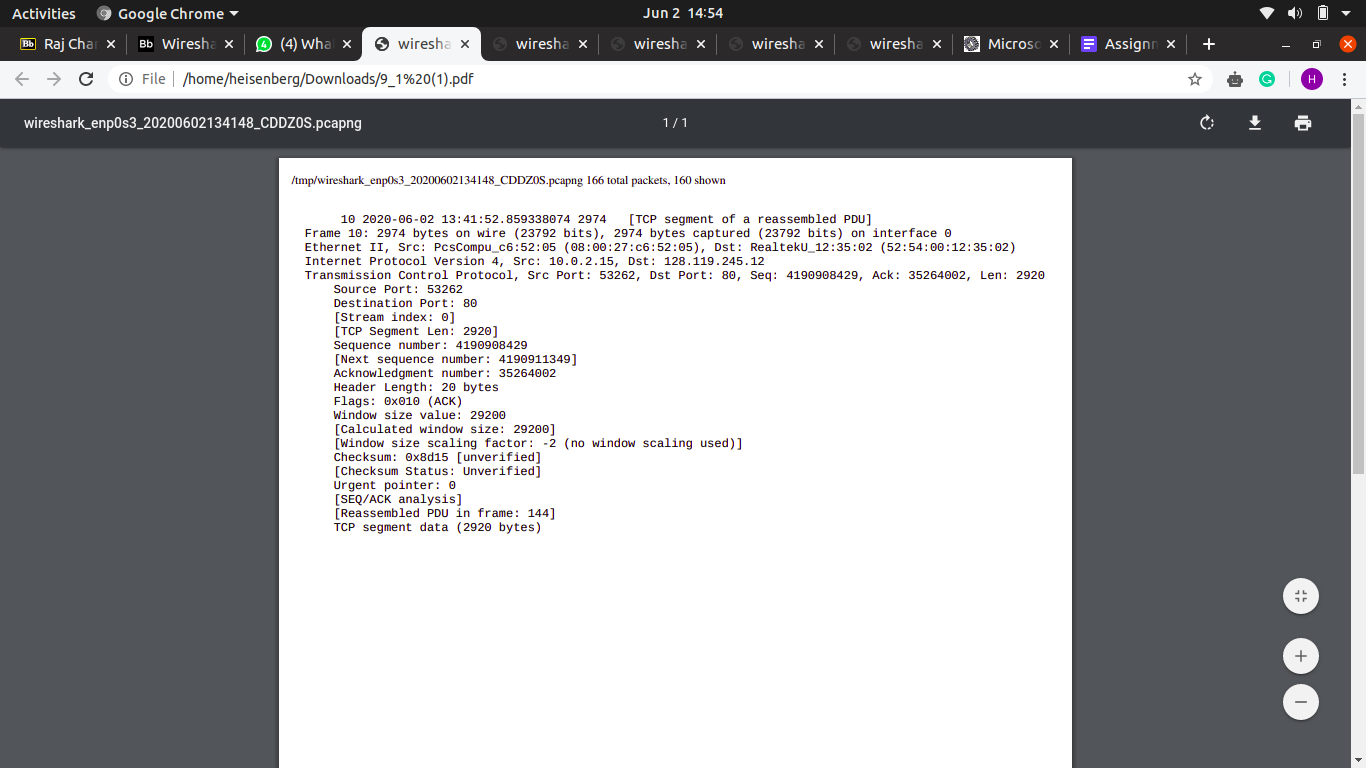 Activities Google Chrome Jun 2 14:54
Raj Cha Wiresha (4) Wha wiresha wiresha wiresha wiresha wiresha Microso Assignm
File /home/heisenberg/Downloads/9_1%20(1).pdf H
wireshark_enp0s3_20200602134148_CDDZ0S.pcapng 1 / 1
/tmp/wireshark_enp0s3_20200602134148_CDDZ0S.pcapng 166 total packets, 160 shown
10 2020-06-02 13:41:52.859338074 2974 [TCP segment of a reassembled PDU]
Frame 10: 2974 bytes on wire (23792 bits), 2974 bytes captured (23792 bits) on interface 0
Ethernet II, Src: PcsCompu_c6:52:05 (08:00:27:c6:52:05), Dst: RealtekU_12:35:02 (52:54:00:12:35:02)
Internet Protocol Version 4, Src: 10.0.2.15, Dst: 128.119.245.12
Transmission Control Protocol, Src Port: 53262, Dst Port: 80, Seq: 4190908429, Ack: 35264002, Len: 2920
Source Port: 53262
Destination Port: 80
[Stream index: 0]
[TCP Segment Len: 2920]
Sequence number: 4190908429
[Next sequence number: 4190911349]
Acknowledgment number: 35264002
Header Length: 20 bytes
Flags: 0x010 (ACK)
Window size value: 29200
[Calculated window size: 29200]
[Window size scaling factor: -2 (no window scaling used)]
Checksum: 0x8d15 [unverified]
[Checksum Status: Unverified]
Urgent pointer: 0
[SEQ/ACK analysis]
[Reassembled PDU in frame: 144]
TCP segment data (2920 bytes)